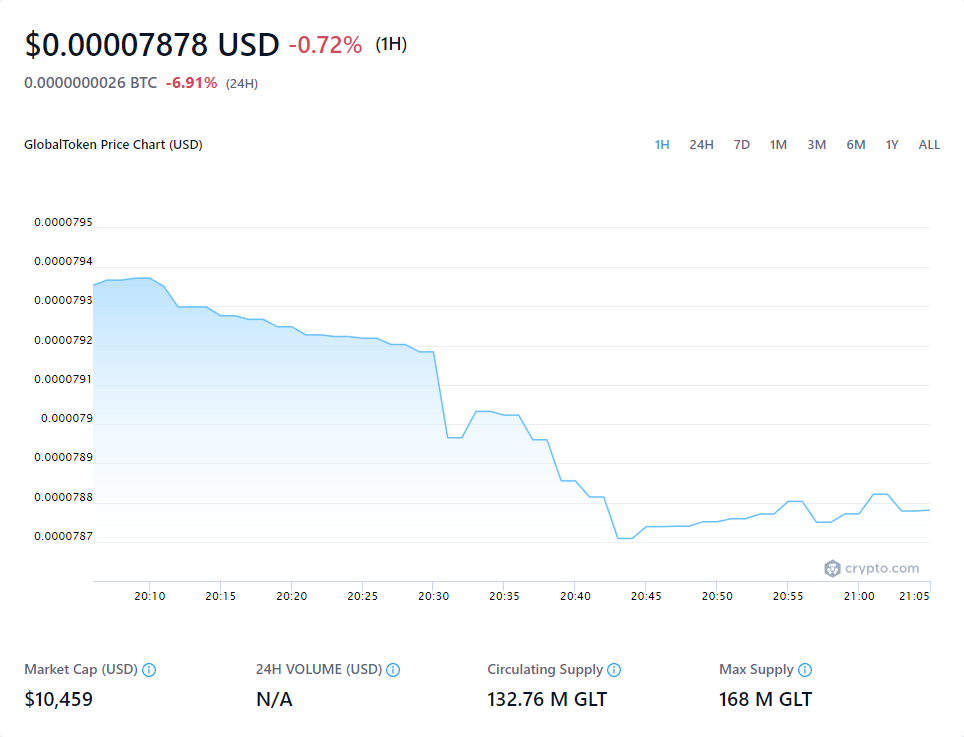 $0.00007878 USD -0.72% (1H)
0.0000000026 BTC -6.91% (24H)
GlobalToken Price Chart (USD) 1H 24H 7D 1M 3M 6M 1Y ALL
0.0000795
0.0000794
0.0000793
0.0000792
0.0000791
0.000079
0.0000789
0.0000788
0.0000787
crypto.com
20:10 20:15 20:20 20:25 20:30 20:35 20:40 20:45 20:50 20:55 21:00 21:05
Market Cap (USD) 24H VOLUME (USD) Circulating Supply Max Supply
$10,459 N/A 132.76 M GLT 168 M GLT